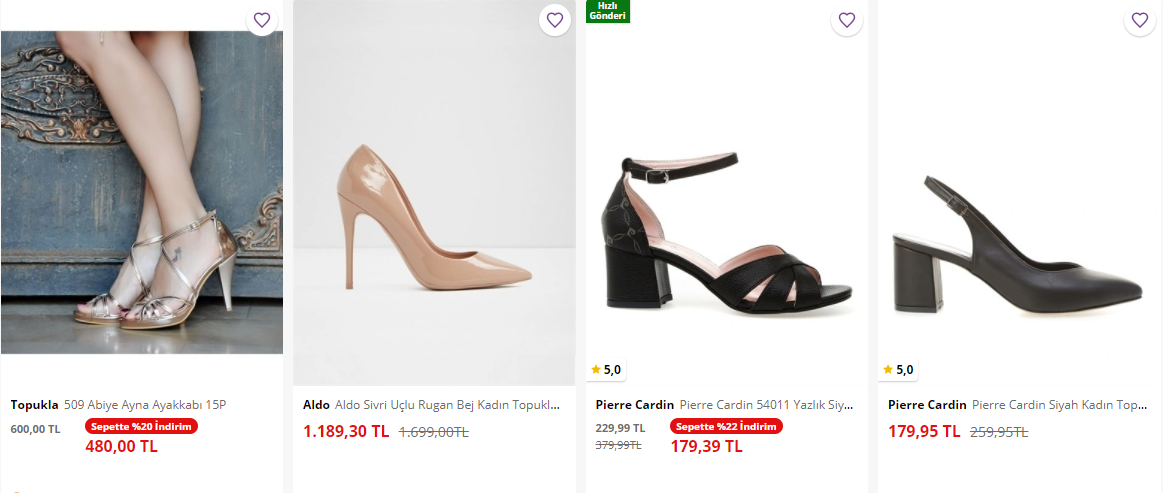 Hızlı
Gönderi
5,0
5,0
Topukla 509 Abiye Ayna Ayakkabı 15P
600,00 TL
Sepette %20 İndirim
480,00 TL
Aldo Aldo Sivri Uçlu Rugan Bej Kadın Topukl...
1.189,30 TL 1.699,00TL
Pierre Cardin Pierre Cardin 54011 Yazlık Siy...
229,99 TL
379,99TL
Sepette %22 İndirim
179,39 TL
Pierre Cardin Pierre Cardin Siyah Kadın Top...
179,95 TL 259,95TL